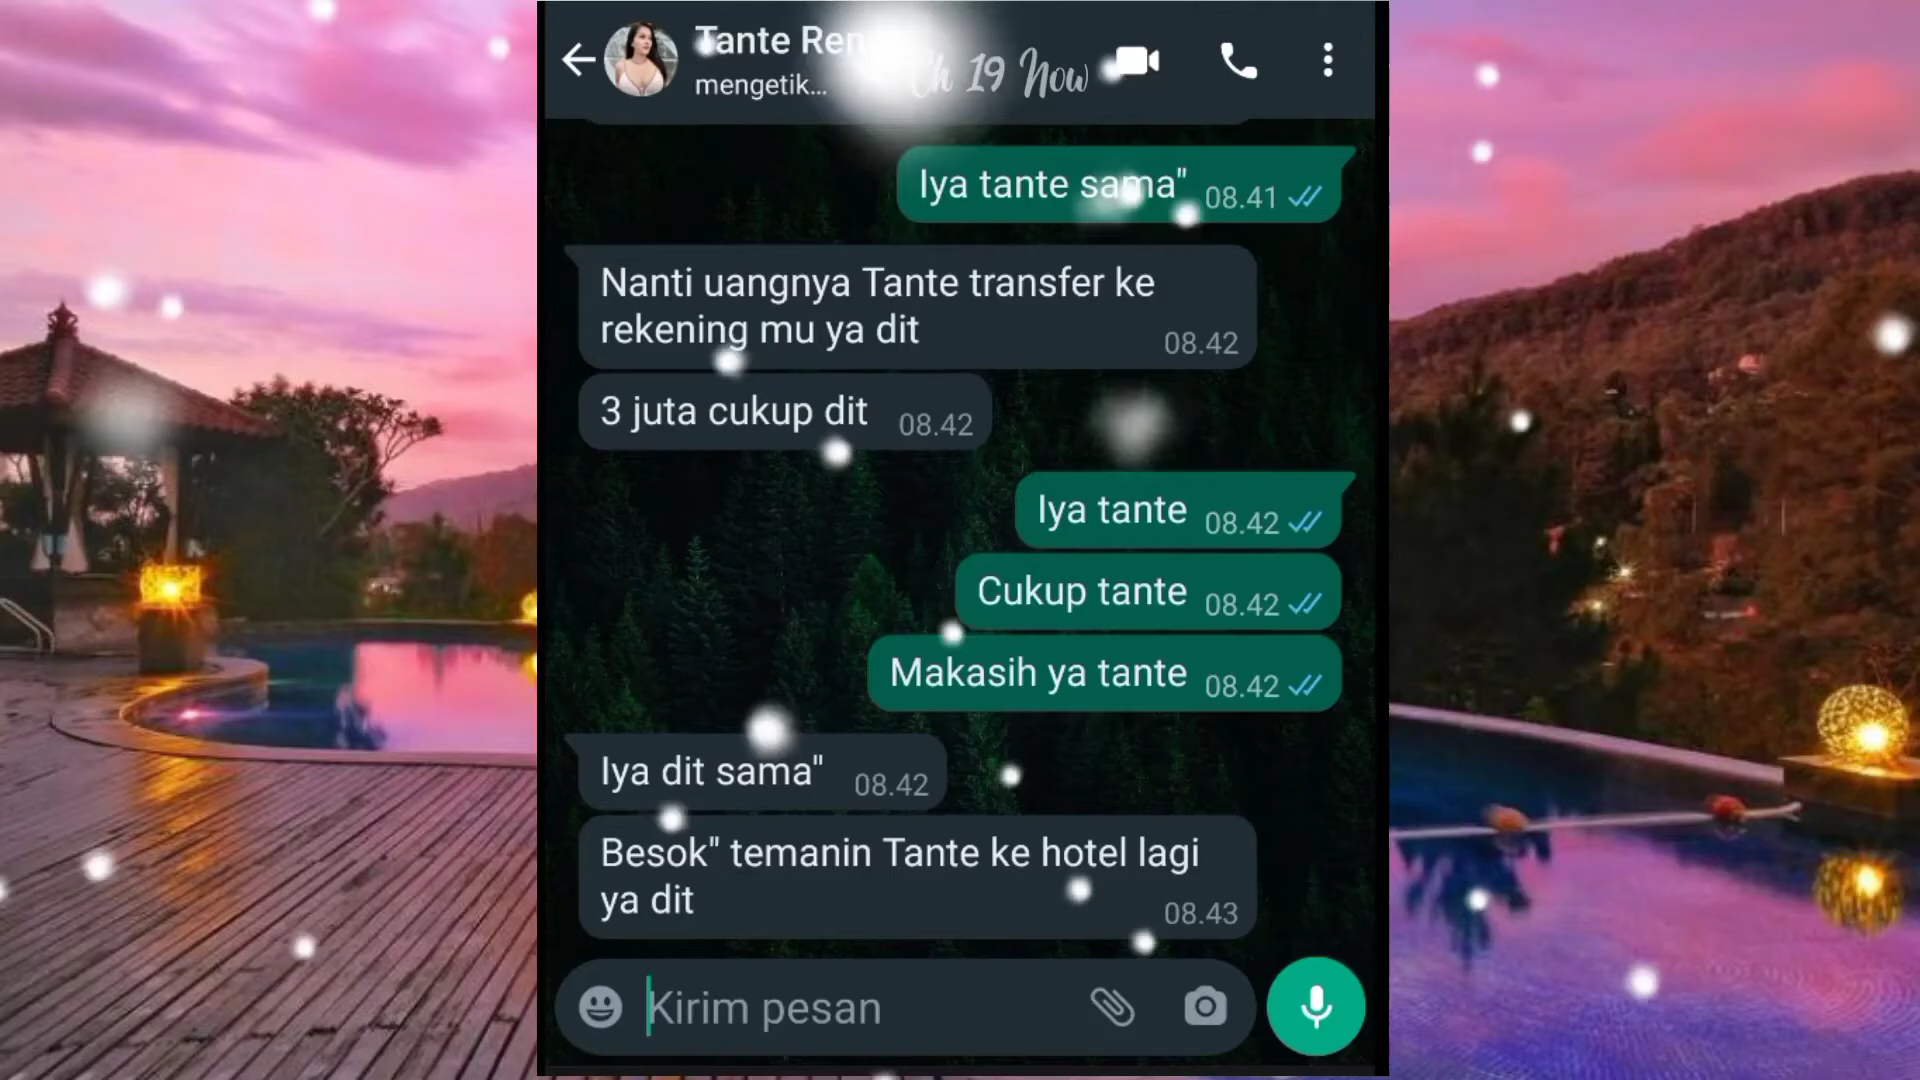 Tante Ren
mengetik...
Ch 19 Now
Iya tante sama" 08.41
Nanti uangnya Tante transfer ke
rekening mu ya dit 08.42
3 juta cukup dit 08.42
Iya tante 08.42
Cukup tante 08.42
Makasih ya tante 08.42
Iya dit sama" 08.42
Besok" temanin Tante ke hotel lagi
ya dit 08.43
Kirim pesan